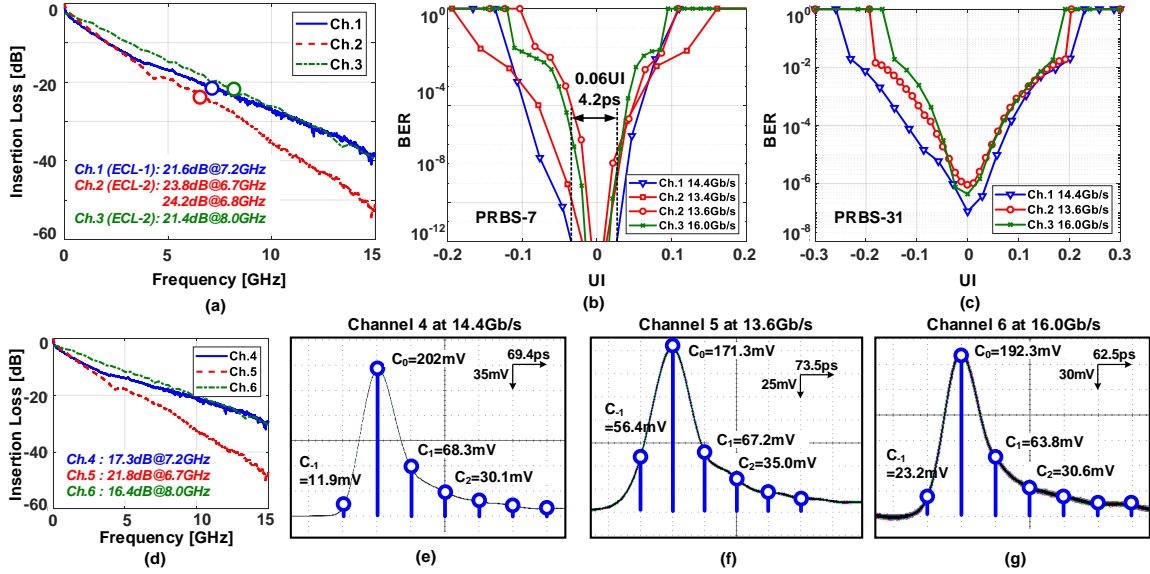 (a)
Insertion Loss [dB]
0
-20
-40
-60
Ch.1
Ch.2
Ch.3
Ch.1 (ECL-1): 21.6dB@7.2GHz
Ch.2 (ECL-2): 23.8dB@6.7GHz
24.2dB@6.8GHz
Ch.3 (ECL-2): 21.4dB@8.0GHz
0 5 10 15
Frequency [GHz]
(a)
BER
10^0
10^-2
10^-5
10^-9
10^-12
0.06UI
4.2ps
PRBS-7
Ch.1 14.4Gb/s
Ch.2 13.4Gb/s
Ch.2 13.6Gb/s
Ch.3 16.0Gb/s
-0.2 -0.1 0 0.1 0.2
UI
(b)
BER
10^0
10^-2
10^-4
10^-6
10^-8
PRBS-31
Ch.1 14.4Gb/s
Ch.2 13.6Gb/s
Ch.3 16.0Gb/s
-0.3 -0.2 -0.1 0 0.1 0.2 0.3
UI
(c)
Insertion Loss [dB]
0
-20
-40
-60
Ch.4
Ch.5
Ch.6
Ch.4 : 17.3dB@7.2GHz
Ch.5 : 21.8dB@6.7GHz
Ch.6 : 16.4dB@8.0GHz
0 5 10 15
Frequency [GHz]
(d)
Channel 4 at 14.4Gb/s
C0=202mV
69.4ps
35mV
C1=68.3mV
C-1
=11.9mV
C2=30.1mV
(e)
Channel 5 at 13.6Gb/s
C0=171.3mV
73.5ps
25mV
C-1
=56.4mV
C1=67.2mV
C2=35.0mV
(f)
Channel 6 at 16.0Gb/s
C0=192.3mV
62.5ps
30mV
C1=63.8mV
C-1
=23.2mV
C2=30.6mV
(g)